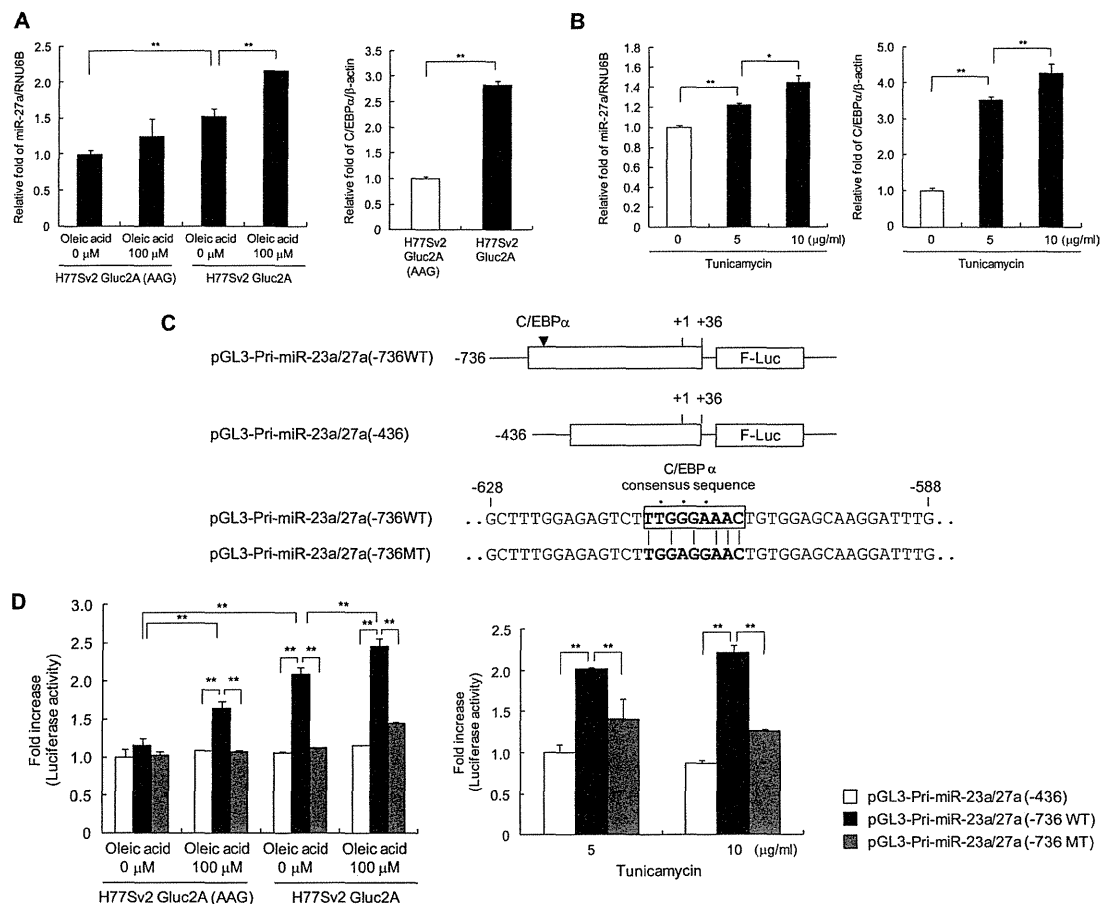 A
Relative fold of miR-27a/RNU6B
2.5
2.0
1.5
1.0
0.5
0
**
**
Oleic acid 0 μM
Oleic acid 100 μM
Oleic acid 0 μM
Oleic acid 100 μM
H77Sv2 Gluc2A (AAG)
H77Sv2 Gluc2A
Relative fold of C/EBPα/β-actin
3.5
3.0
2.5
2.0
1.5
1.0
0.5
0
**
H77Sv2 Gluc2A (AAG)
H77Sv2 Gluc2A
B
Relative fold of miR-27a/RNU6B
1.8
1.6
1.4
1.2
1.0
0.8
0.6
0.4
0.2
0
**
*
0
5
10 (μg/ml)
Tunicamycin
Relative fold of C/EBPα/β-actin
5.0
4.0
3.0
2.0
1.0
0
**
**
0
5
10 (μg/ml)
Tunicamycin
C
C/EBPα
+1 +36
pGL3-Pri-miR-23a/27a(-736WT)
-736
F-Luc
+1 +36
pGL3-Pri-miR-23a/27a(-436)
-436
F-Luc
C/EBP α
consensus sequence
-628
-588
* * *
pGL3-Pri-miR-23a/27a(-736WT) ..GCTTTGGAGAGTCTTTGGGAAACTGTGGAGCAAGGATTTG..
pGL3-Pri-miR-23a/27a(-736MT) ..GCTTTGGAGAGTCTTGGAGGAACTGTGGAGCAAGGATTTG..
D
Fold increase
(Luciferase activity)
3.0
2.5
2.0
1.5
1.0
0.5
0
**
**
**
** **
** **
** **
Oleic acid 0 μM
Oleic acid 100 μM
Oleic acid 0 μM
Oleic acid 100 μM
H77Sv2 Gluc2A (AAG)
H77Sv2 Gluc2A
Fold increase
(Luciferase activity)
2.5
2.0
1.5
1.0
0.5
0
** **
** **
5
10 (μg/ml)
Tunicamycin
pGL3-Pri-miR-23a/27a (-436)
pGL3-Pri-miR-23a/27a (-736 WT)
pGL3-Pri-miR-23a/27a (-736 MT)